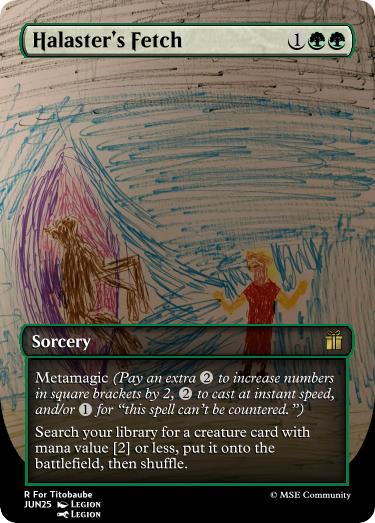 Halaster's Fetch 1
Sorcery
Metamagic (Pay an extra 2 to increase numbers
in square brackets by 2, 2 to cast at instant speed,
and/or 1 for “this spell can't be countered.”)
Search your library for a creature card with
mana value [2] or less, put it onto the
battlefield, then shuffle.
R For Titobaube
JUN25 Legion
Legion
© MSE Community